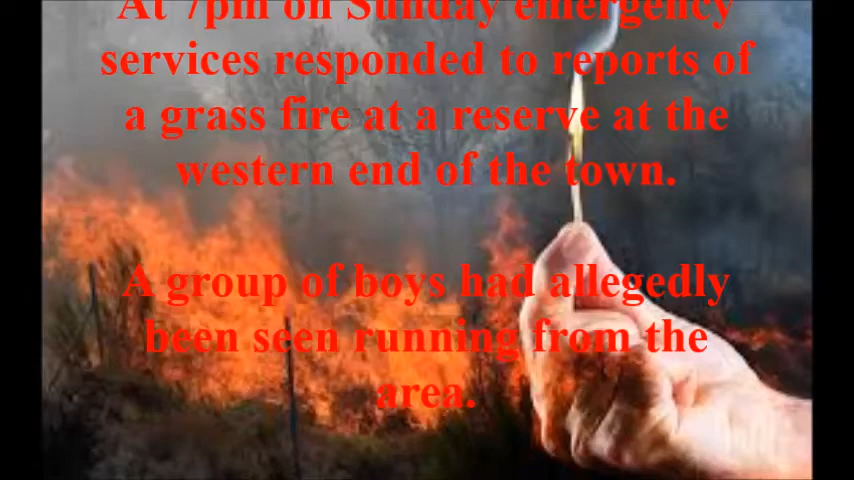 At 7pm on Sunday emergency
services responded to reports of
a grass fire at a reserve at the
western end of the town.
A group of boys had allegedly
been seen running from the
area.